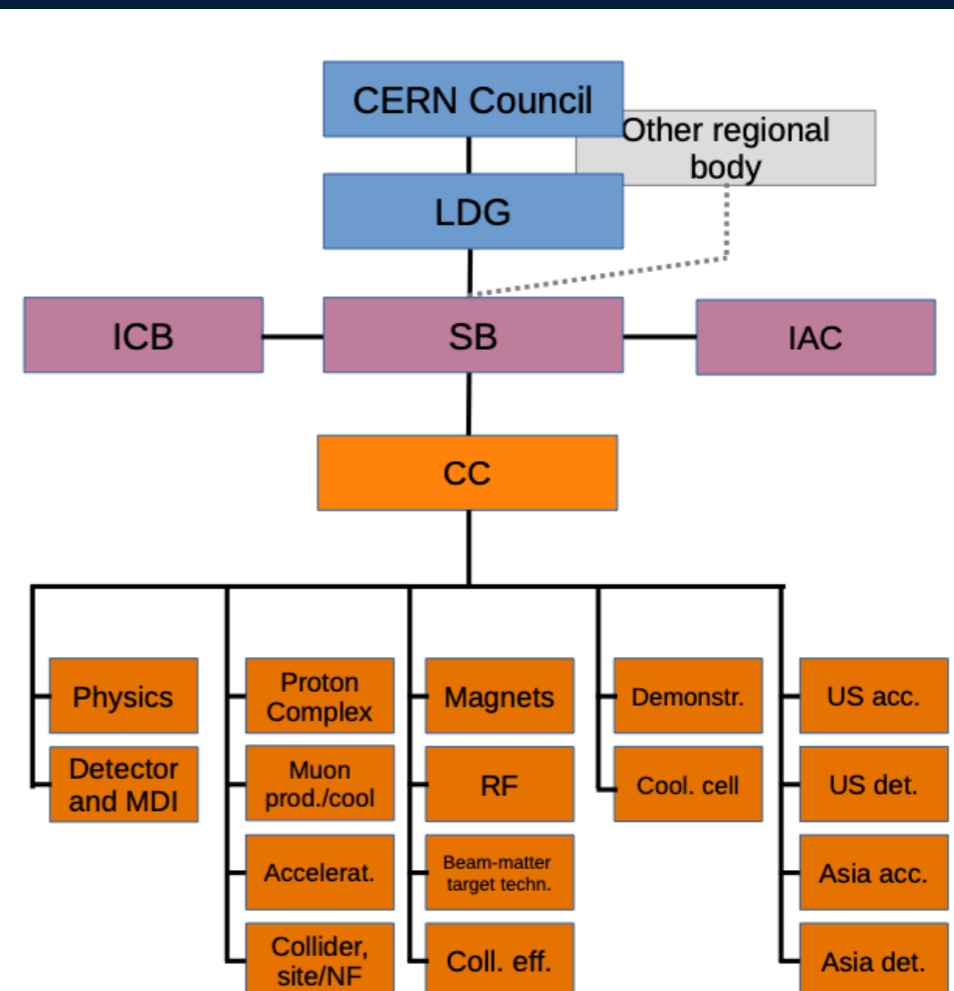 CERN Council
Other regional
body
LDG
ICB
SB
IAC
CC
Physics
Detector
and MDI
Proton
Complex
Muon
prod./cool
Accelerat.
Collider,
site/NF
Magnets
RF
Beam-matter
target techn.
Coll. eff.
Demonstr.
Cool. cell
US acc.
US det.
Asia acc.
Asia det.